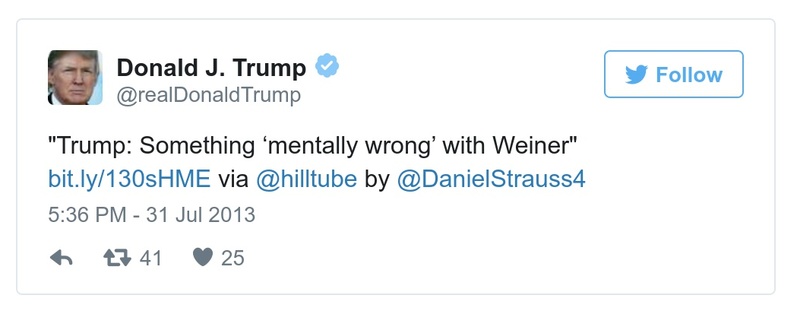 Donald J. Trump
@realDonaldTrump
Follow
"Trump: Something ‘mentally wrong’ with Weiner"
bit.ly/130sHME via @hilltube by @DanielStrauss4
5:36 PM - 31 Jul 2013
41 25